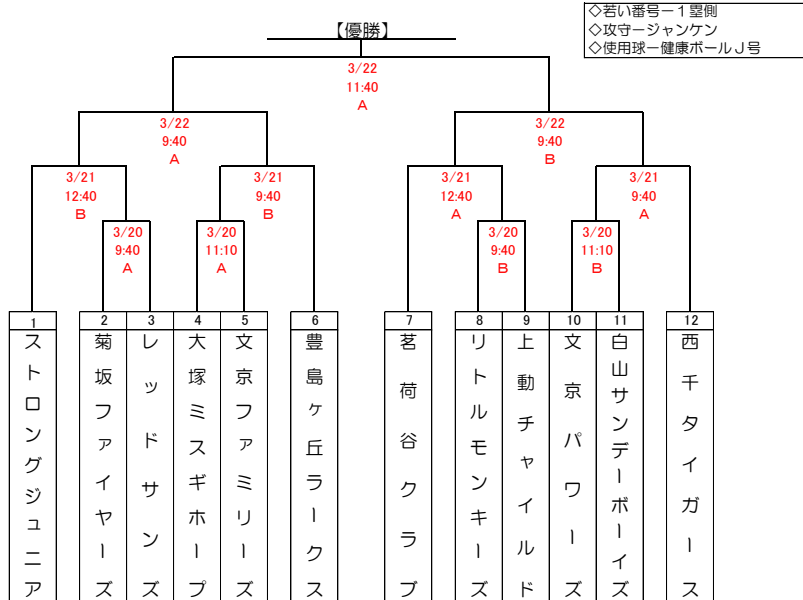 ◇若い番号ー1塁側
◇攻守ージャンケン
◇使用球ー健康ボールJ号
【優勝】
3/22
11:40
A
3/22
9:40
A
3/22
9:40
B
3/21
12:40
B
3/21
9:40
B
3/21
12:40
A
3/21
9:40
A
3/20
9:40
A
3/20
11:10
A
3/20
9:40
B
3/20
11:10
B
1
ストロングジュニア
2
菊坂ファイヤーズ
3
レッドサンズ
4
大塚ミスギホープ
5
文京ファミリーズ
6
豊島ヶ丘ラークス
7
茗荷谷クラブ
8
リトルモンキーズ
9
上動チャイルド
10
文京パワーズ
11
白山サンデーボーイズ
12
西千タイガース